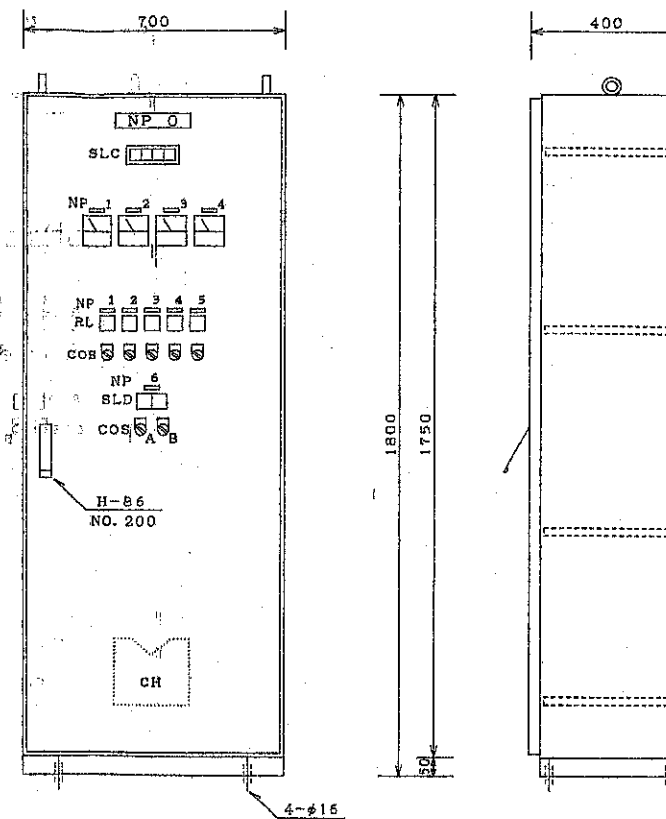 700
400
NP 0
SLC
NP 1 2 3 4
NP 1 2 3 4 5
RL
COS
NP 6
SLD
COS A B
1800
1750
H-86
NO. 200
CH
50
4-φ16